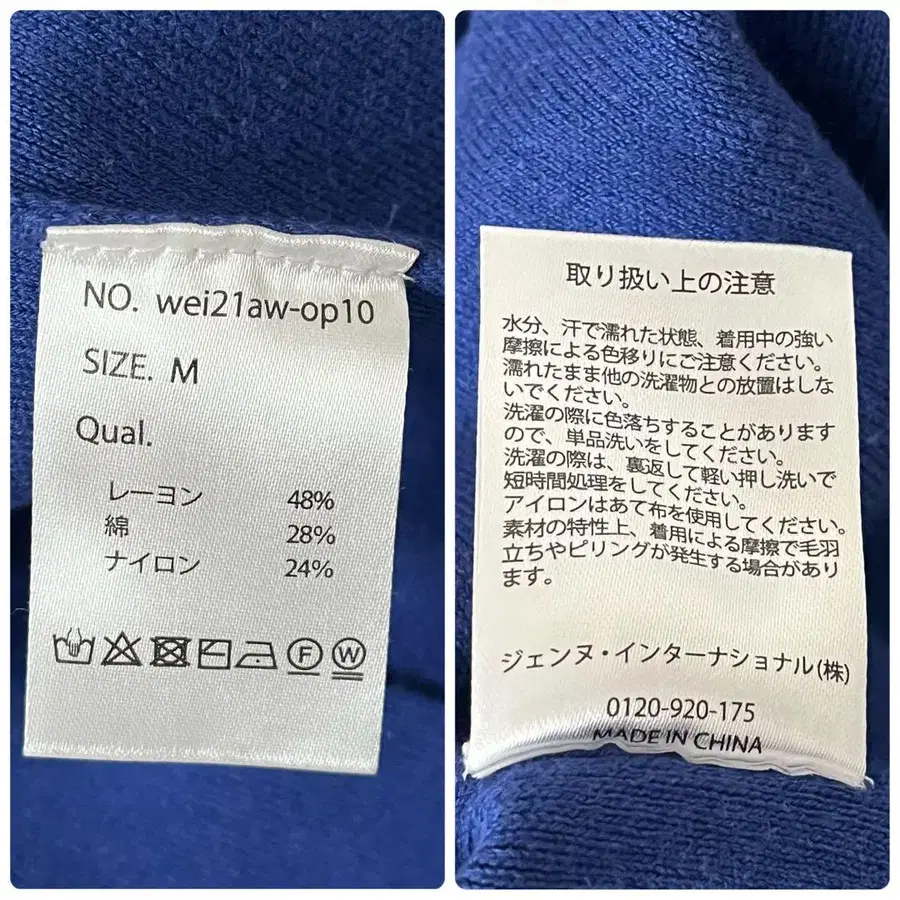 NO. wei21aw-op10
SIZE. M
Qual.
レーヨン 48%
綿 28%
ナイロン 24%
F W
取り扱い上の注意
水分、汗で濡れた状態、着用中の強い
摩擦による色移りにご注意ください。
濡れたまま他の洗濯物との放置はしな
いでください。
洗濯の際に色落ちすることがあります
ので、単品洗いをしてください。
洗濯の際は、裏返して軽い押し洗いで
短時間処理をしてください。
アイロンはあて布を使用してください。
素材の特性上、着用による摩擦で毛羽
立ちやピリングが発生する場合があり
ます。
ジェンヌ・インターナショナル(株)
0120-920-175
MADE IN CHINA